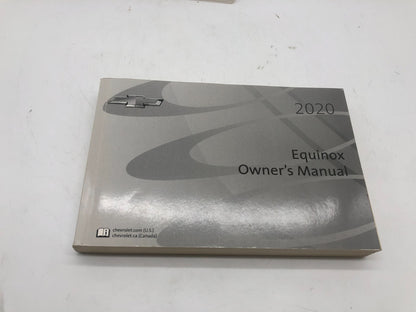 2020
Equinox
Owner's Manual
chevrolet.com (U.S.)
chevrolet.ca (Canada)